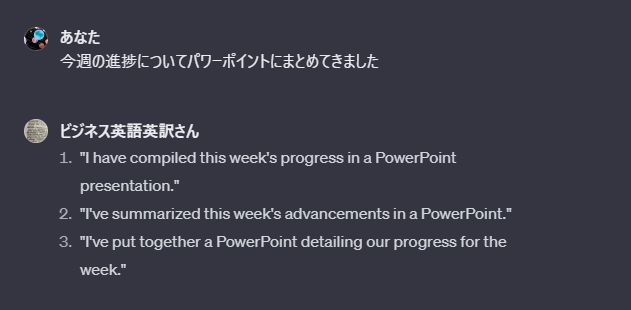 あなた
今週の進捗についてパワーポイントにまとめてきました
ビジネス英語英訳さん
1. "I have compiled this week's progress in a PowerPoint
presentation."
2. "I've summarized this week's advancements in a PowerPoint."
3. "I've put together a PowerPoint detailing our progress for the
week."